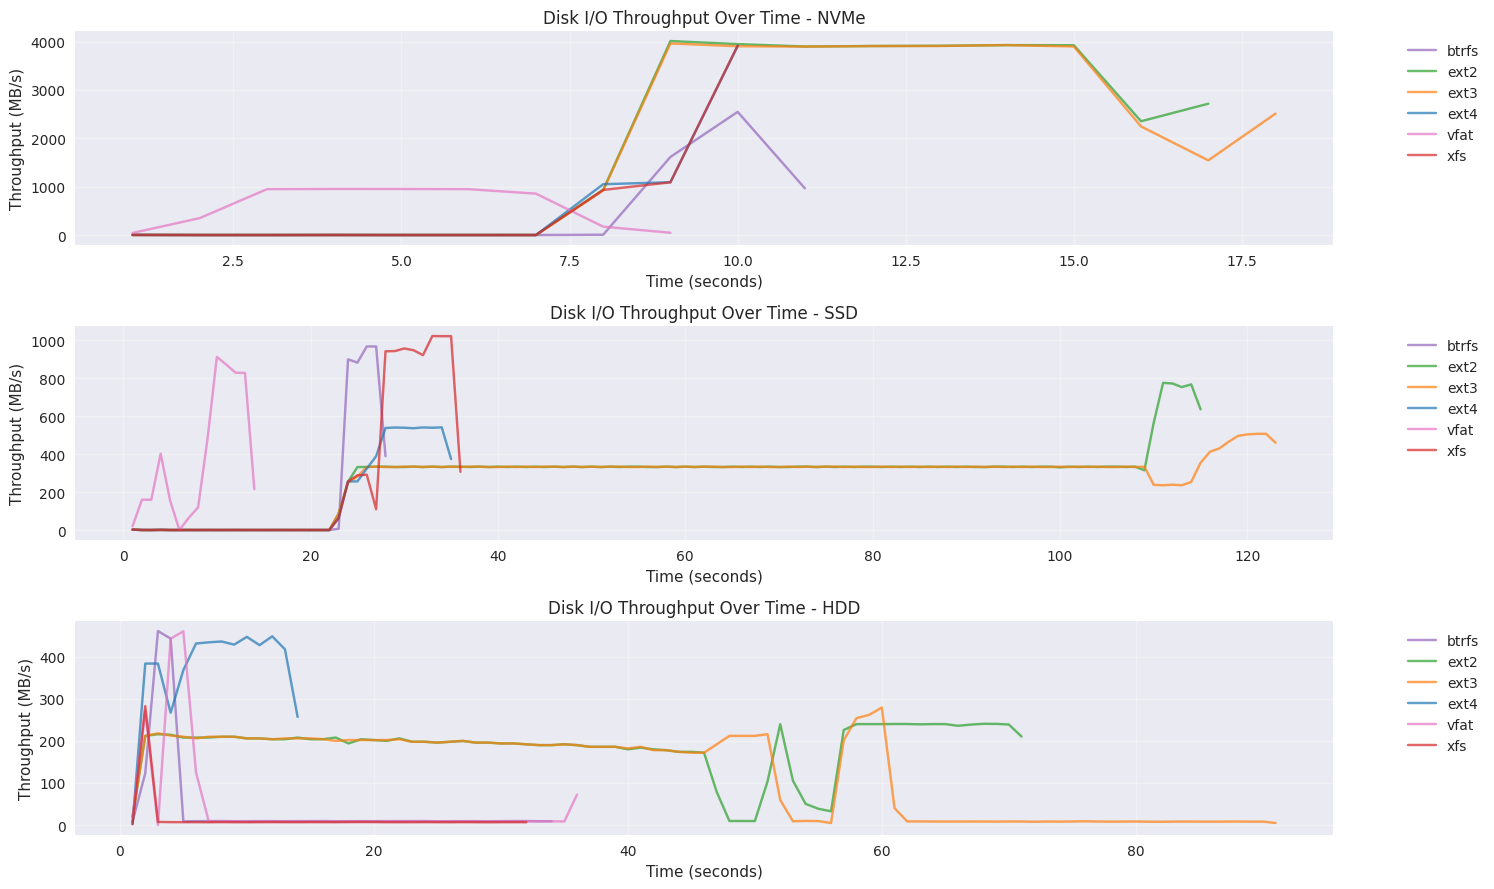 Disk I/O Throughput Over Time - NVMe
Throughput (MB/s)
4000
3000
2000
1000
0
2.5 5.0 7.5 10.0 12.5 15.0 17.5
Time (seconds)
btrfs
ext2
ext3
ext4
vfat
xfs
Disk I/O Throughput Over Time - SSD
Throughput (MB/s)
1000
800
600
400
200
0
0 20 40 60 80 100 120
Time (seconds)
btrfs
ext2
ext3
ext4
vfat
xfs
Disk I/O Throughput Over Time - HDD
Throughput (MB/s)
400
300
200
100
0
0 20 40 60 80
Time (seconds)
btrfs
ext2
ext3
ext4
vfat
xfs